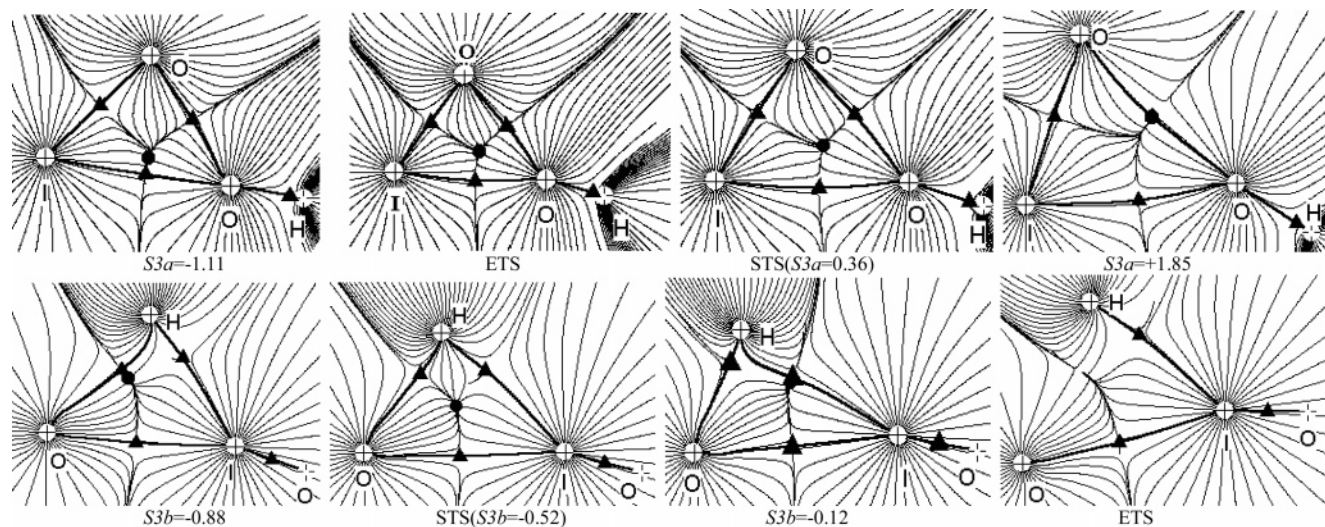 O O O O
I O H I O H I O H I O H
S3a=-1.11 ETS STS(S3a=0.36) S3a=+1.85
H H H H
O I O O I O O I O O I O
S3b=-0.88 STS(S3b=-0.52) S3b=-0.12 ETS